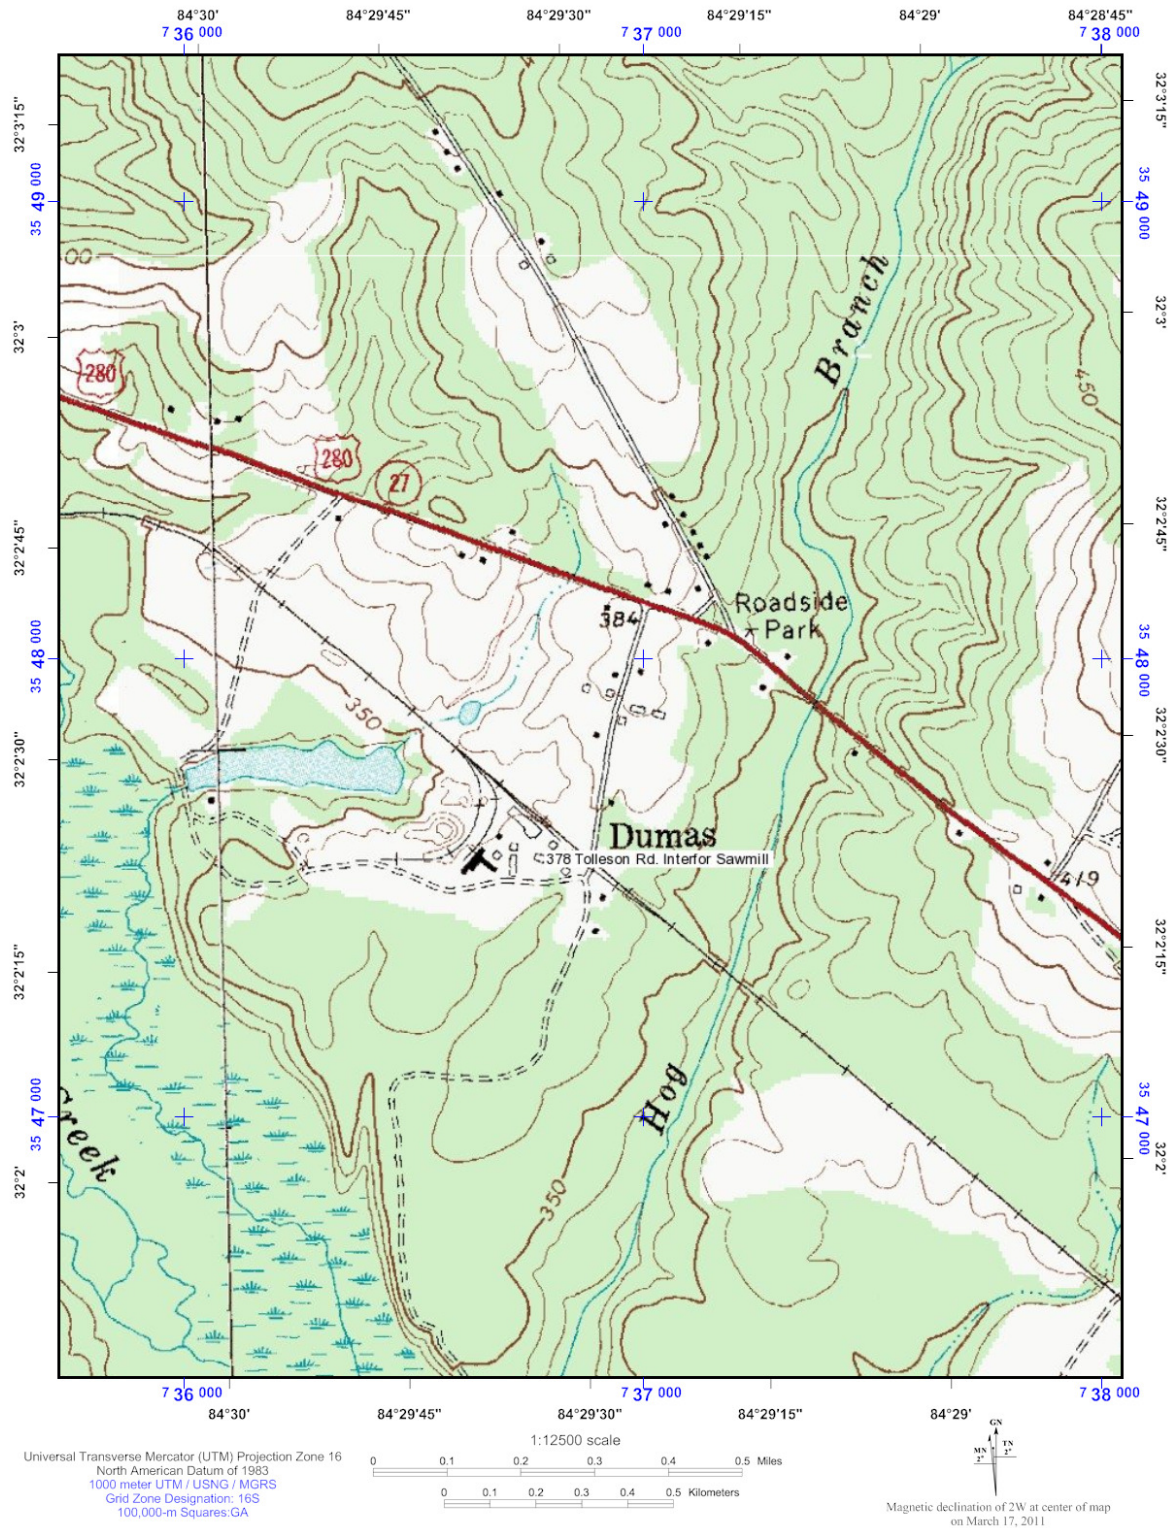 84°30' 84°29'45" 84°29'30" 84°29'15" 84°29' 84°28'45"
7 36 000 7 37 000 7 38 000
32°3'15" 32°3'15"
35 49 000 35 49 000
00
Branch
32°3' 32°3'
280
450
280
27
32°2'45" 32°2'45"
Roadside
384 Park
35 48 000 35 48 000
350
32°2'30" 32°2'30"
Dumas
378 Tolleson Rd. Interfor Sawmill
419
32°2'15" 32°2'15"
Hog
35 47 000 35 47 000
Creek
32°2' 32°2'
350
7 36 000 7 37 000 7 38 000
84°30' 84°29'45" 84°29'30" 84°29'15" 84°29'
1:12500 scale
Universal Transverse Mercator (UTM) Projection Zone 16
North American Datum of 1983
1000 meter UTM / USNG / MGRS
Grid Zone Designation: 16S
100,000-m Squares:GA
0 0.1 0.2 0.3 0.4 0.5 Miles
0 0.1 0.2 0.3 0.4 0.5 Kilometers
GN
MN TN
2° 2°
Magnetic declination of 2W at center of map
on March 17, 2011